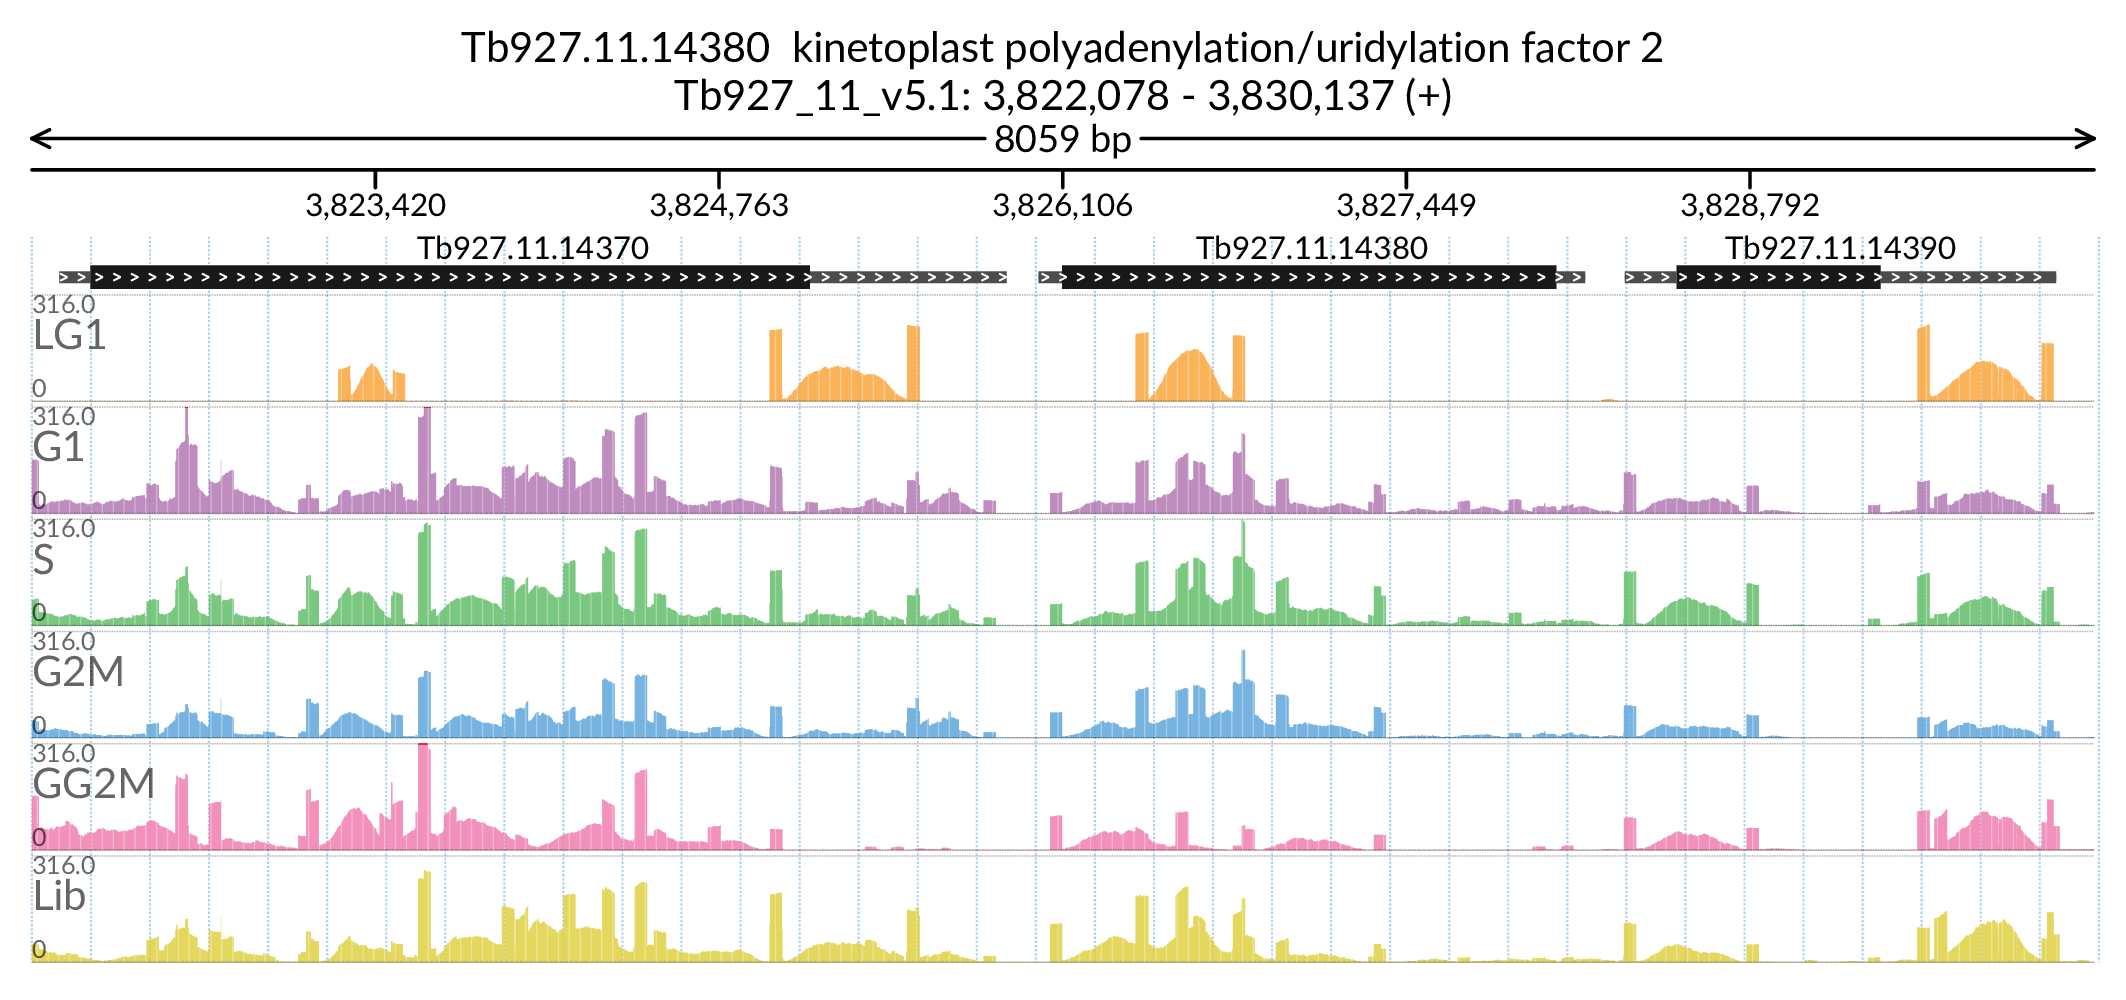 Tb927.11.14380 kinetoplast polyadenylation/uridylation factor 2
Tb927_11_v5.1: 3,822,078 - 3,830,137 (+)
8059 bp
3,823,420 3,824,763 3,826,106 3,827,449 3,828,792
Tb927.11.14370 Tb927.11.14380 Tb927.11.14390
316.0
LG1
0
316.0
G1
0
316.0
S
0
316.0
G2M
0
316.0
GG2M
0
316.0
Lib
0